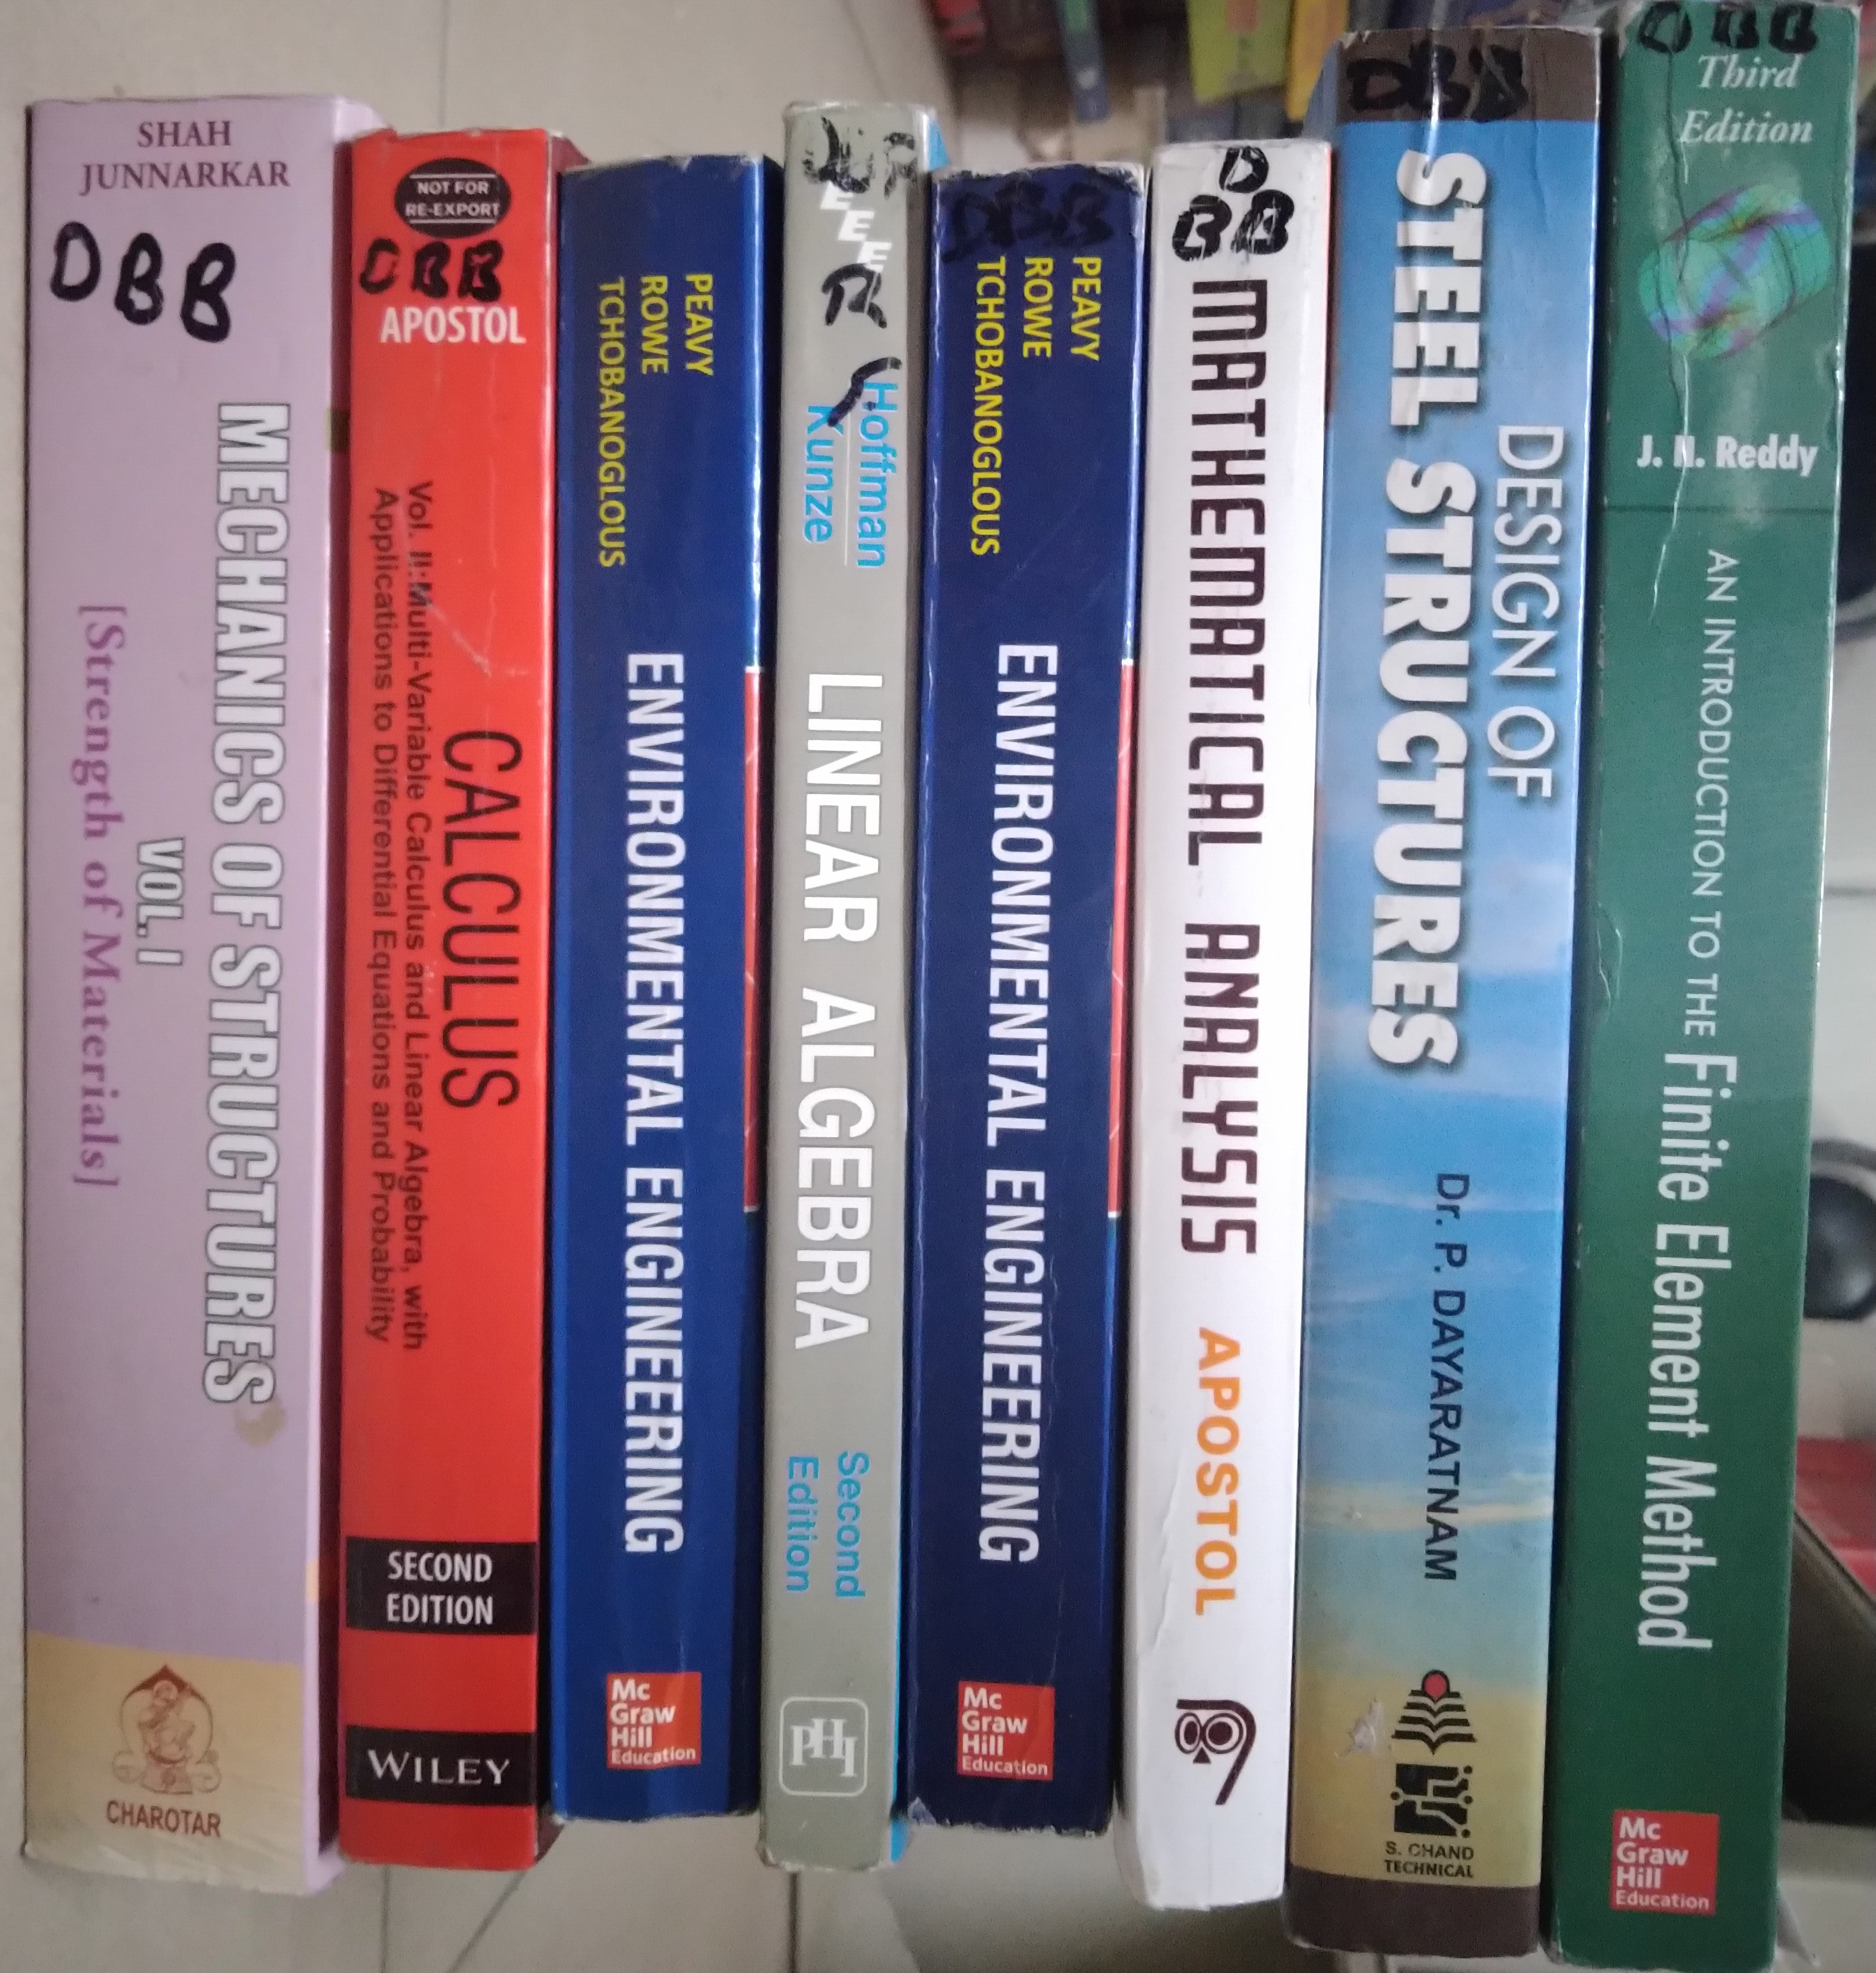 SHAH
JUNNARKAR
DBB
MECHANICS OF STRUCTURES
VOL. I
[Strength of Materials]
CHAROTAR
NOT FOR
RE-EXPORT
DBB
APOSTOL
CALCULUS
Vol. II:Multi-Variable Calculus and Linear Algebra, with
Applications to Differential Equations and Probability
SECOND
EDITION
WILEY
PEAVY
ROWE
TCHOBANOGLOUS
ENVIRONMENTAL ENGINEERING
Mc
Graw
Hill
Education
EEE
Hoffman
Kunze
LINEAR ALGEBRA
Second
Edition
PHI
DBB
PEAVY
ROWE
TCHOBANOGLOUS
ENVIRONMENTAL ENGINEERING
Mc
Graw
Hill
Education
D
BB
MATHEMATICAL ANALYSIS
APOSTOL
DBB
DESIGN OF
STEEL STRUCTURES
Dr. P. DAYARATNAM
S. CHAND
TECHNICAL
DBB
Third
Edition
J. N. Reddy
AN INTRODUCTION TO THE Finite Element Method
Mc
Graw
Hill
Education